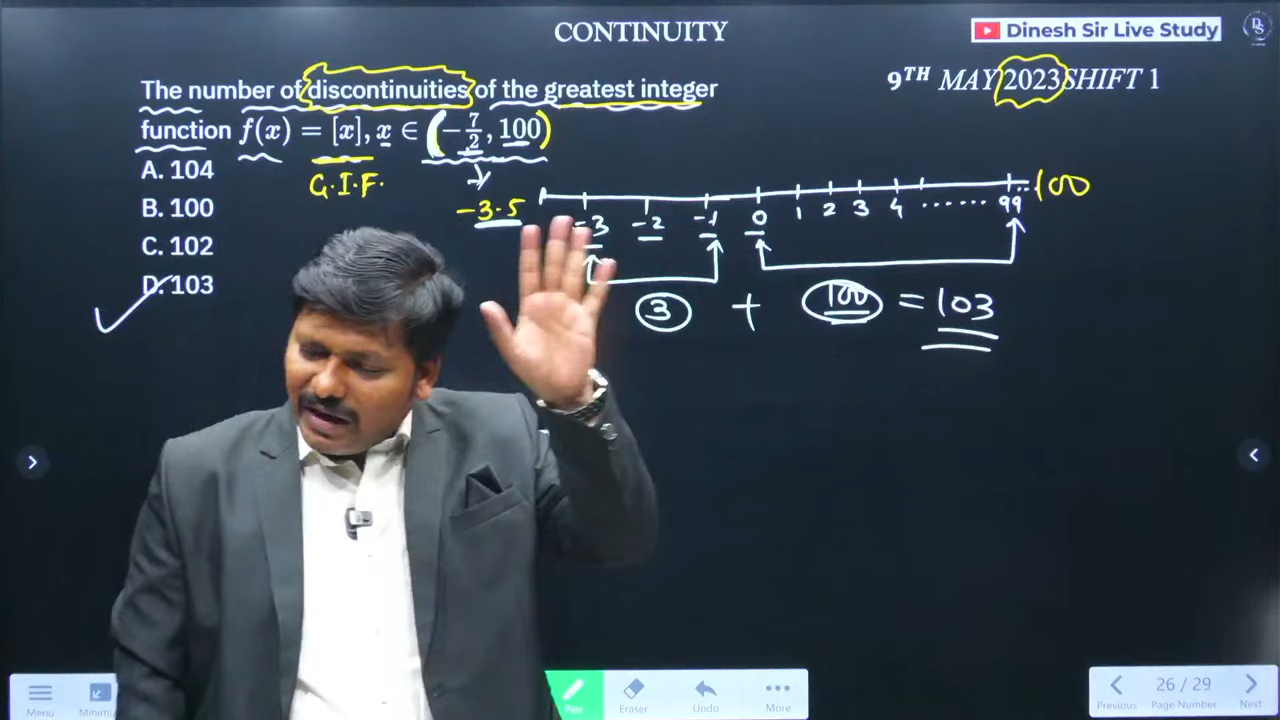 CONTINUITY
Dinesh Sir Live Study
DS
9TH MAY 2023 SHIFT 1
The number of discontinuities of the greatest integer
function f(x) = [x], x ∈ (−7/2, 100)
A. 104
B. 100
C. 102
D. 103
G.I.F.
−3.5
−3 −2 −1 0 1 2 3 4 ....... 99 100
3 + 100 = 103
Menu
Minimi
Pen
Eraser
Undo
More
Previous
26 / 29
Page Number
Next